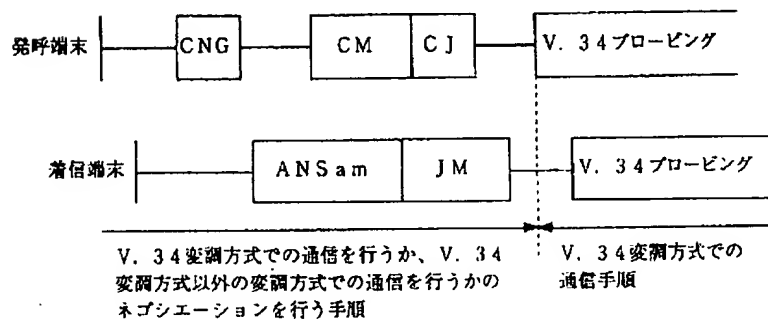 発呼端末
CNG
CM
CJ
V. 34プロービング
着信端末
ANSam
JM
V. 34プロービング
V. 34変調方式での通信を行うか、V. 34
変調方式以外の変調方式での通信を行うかの
ネゴシエーションを行う手順
V. 34変調方式での
通信手順